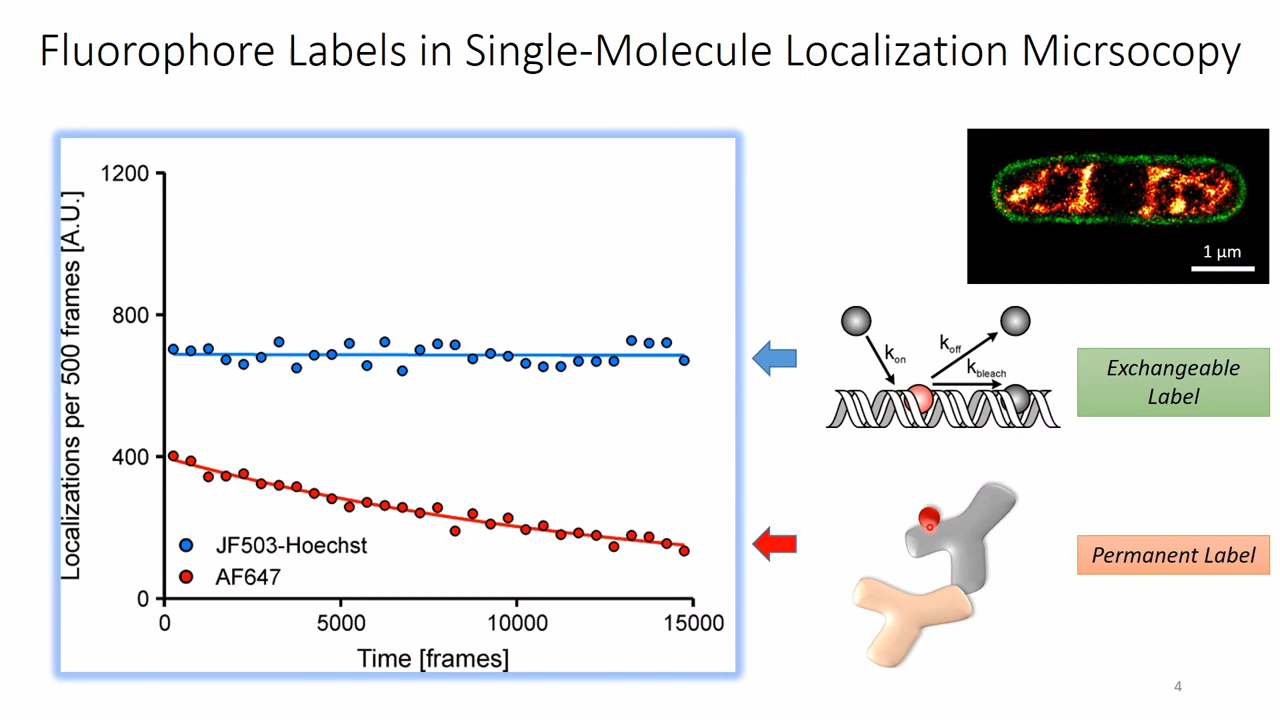 Fluorophore Labels in Single-Molecule Localization Micrsocopy
Localizations per 500 frames [A.U.]
1200
800
400
0
JF503-Hoechst
AF647
0 5000 10000 15000
Time [frames]
1 µm
kon
koff
kbleach
Exchangeable
Label
Permanent Label
4